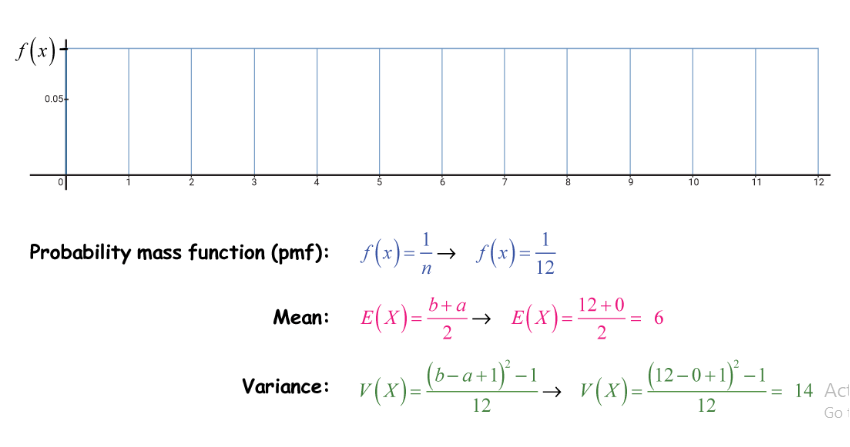 f(x)
0.05
0 1 2 3 4 5 6 7 8 9 10 11 12
Probability mass function (pmf): f(x)=1/n → f(x)=1/12
Mean: E(X)=b+a/2 → E(X)=12+0/2 = 6
Variance: V(X)=(b−a+1)²−1/12 → V(X)=(12−0+1)²−1/12 = 14 Act
Go